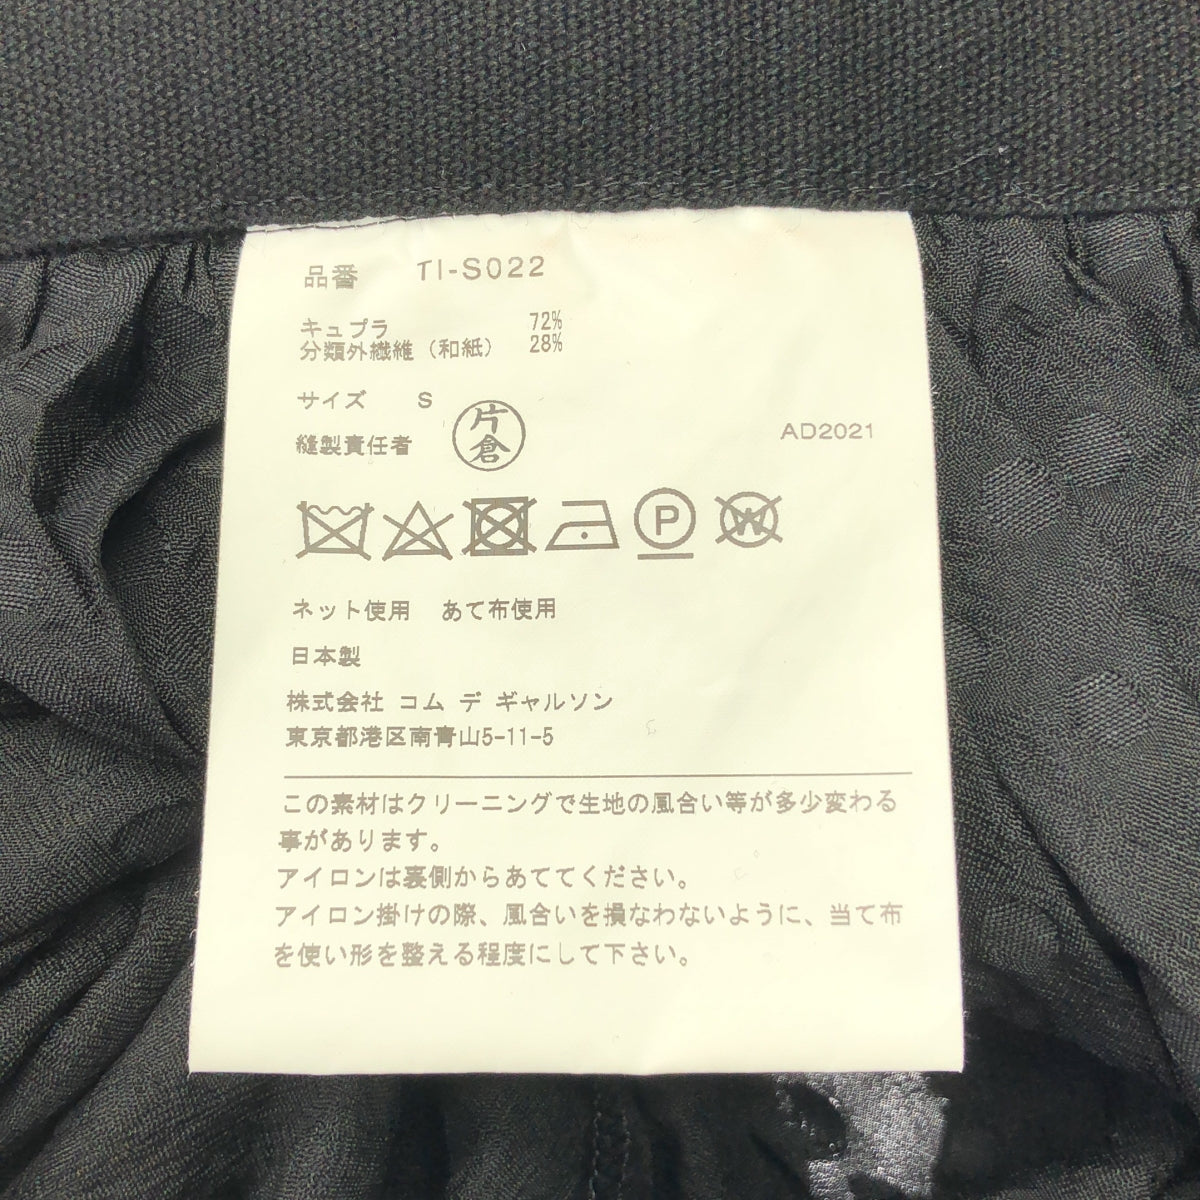 品番 TI-S022
キュプラ 72%
分類外繊維(和紙) 28%
サイズ S
縫製責任者 片倉
AD2021
P W
ネット使用 あて布使用
日本製
株式会社 コム デ ギャルソン
東京都港区南青山5-11-5
この素材はクリーニングで生地の風合い等が多少変わる
事があります。
アイロンは裏側からあててください。
アイロン掛けの際、風合いを損なわないように、当て布
を使い形を整える程度にして下さい。